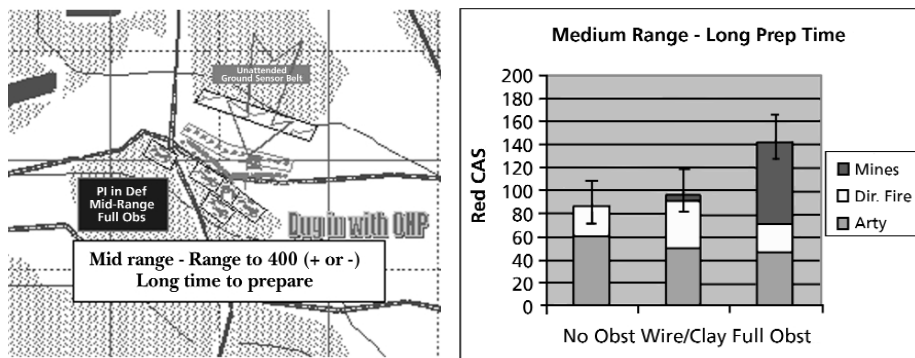 Unattended
Ground Sensor Belt
PI in Def
Mid-Range
Full Obs
Dugin with OHP
Mid range - Range to 400 (+ or -)
Long time to prepare
Medium Range - Long Prep Time
Red CAS
200
180
160
140
120
100
80
60
40
20
0
No Obst Wire/Clay Full Obst
Mines
Dir. Fire
Arty